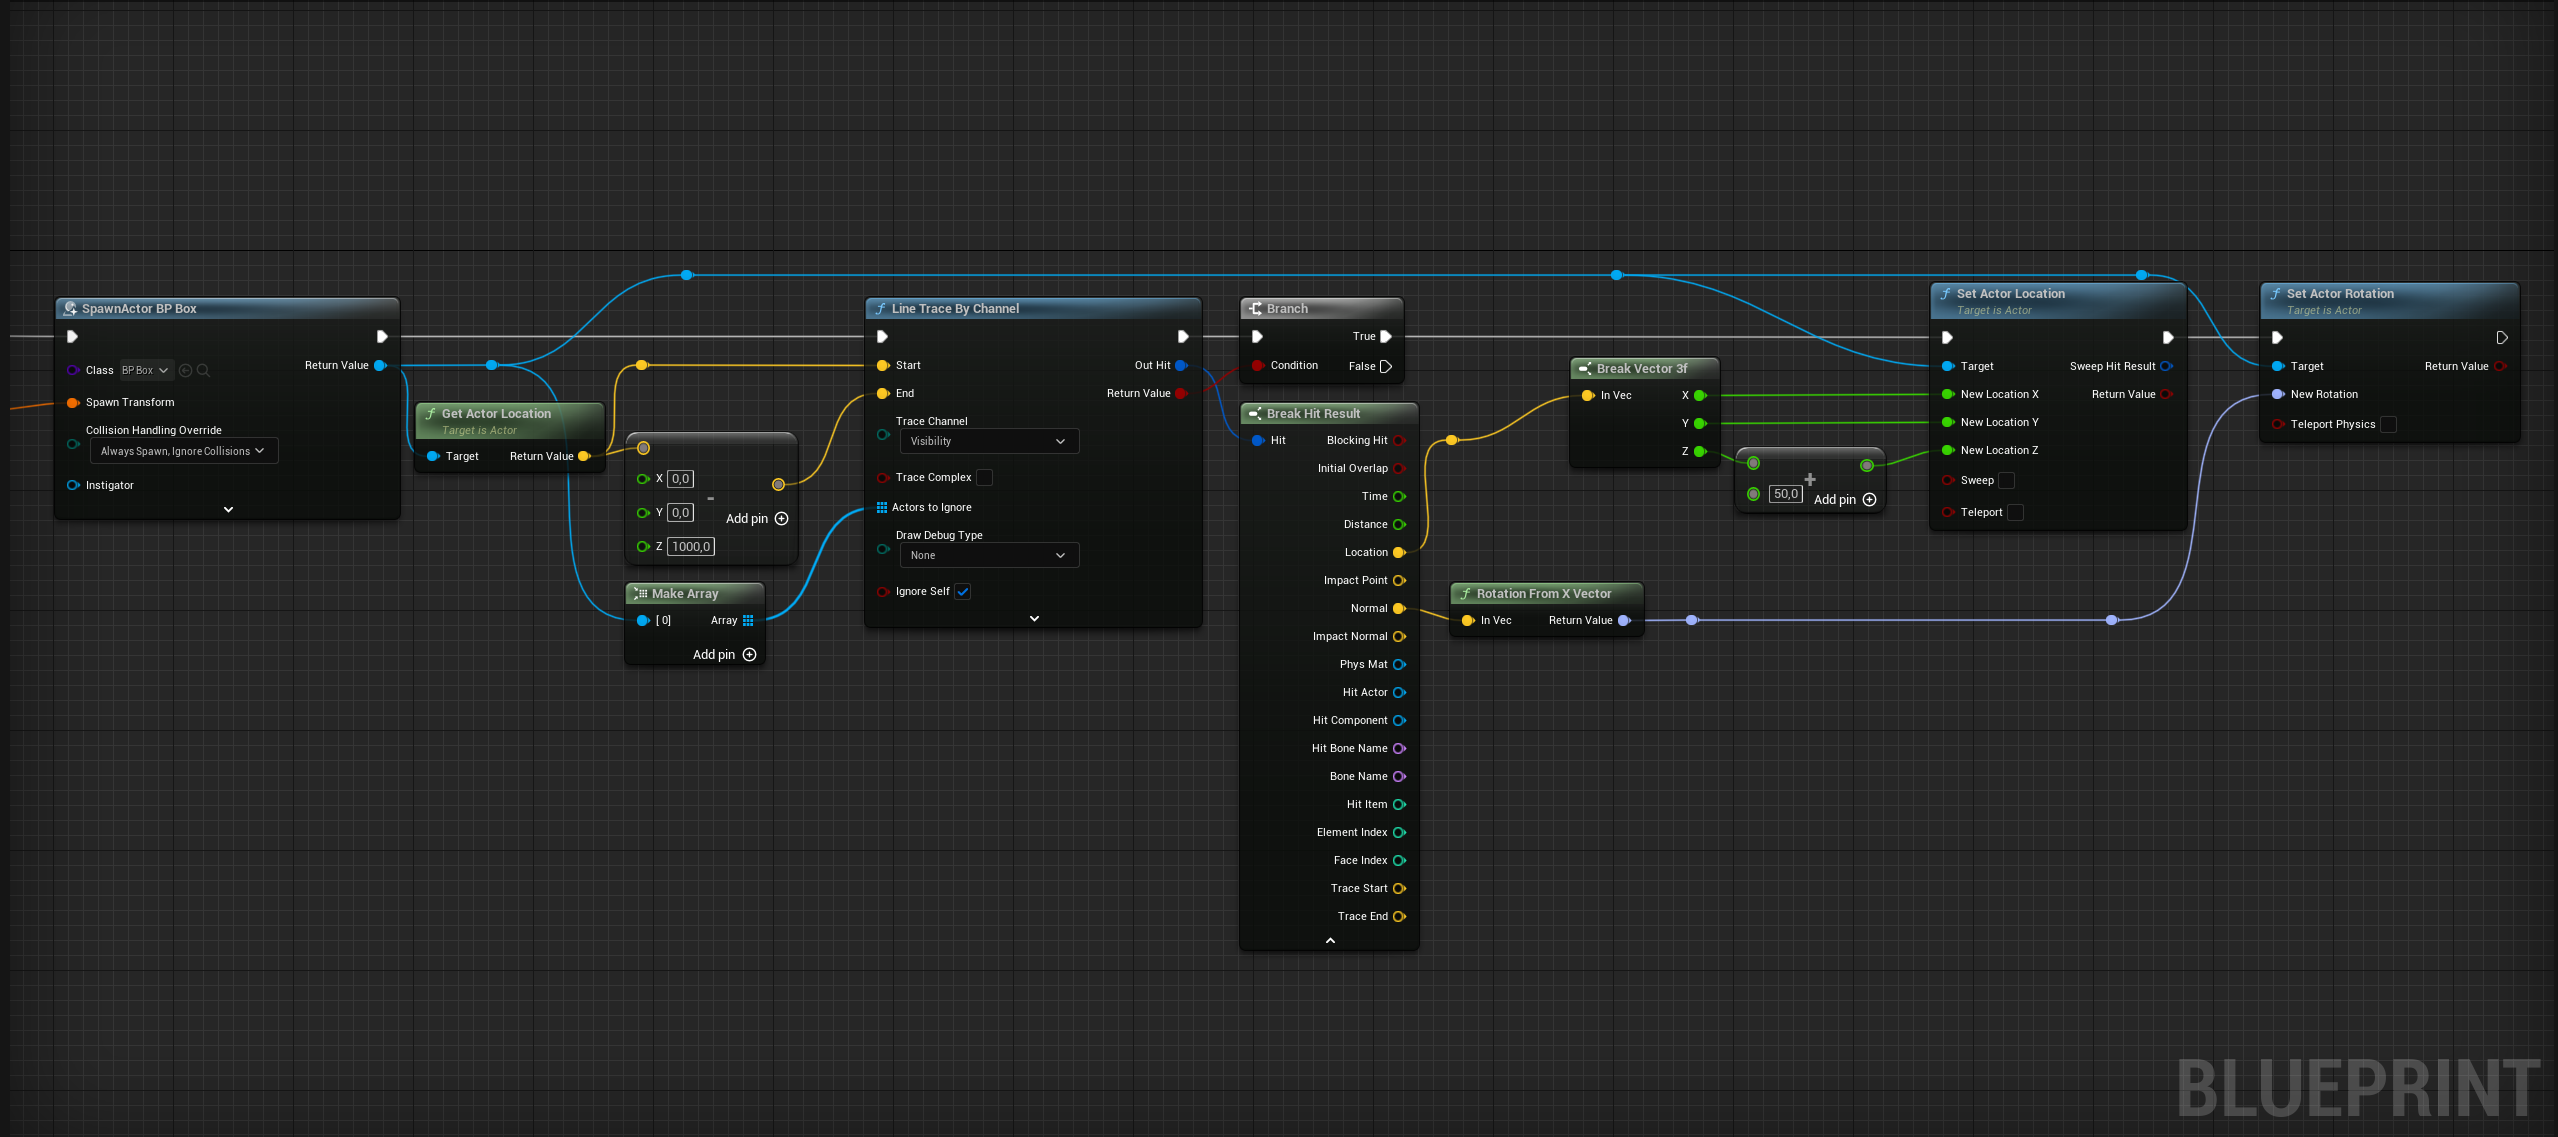 SpawnActor BP Box
Class BP Box
Return Value
Spawn Transform
Collision Handling Override
Always Spawn, Ignore Collisions
Instigator
Get Actor Location
Target is Actor
Target Return Value
X 0,0
-
Y 0,0
Add pin
Z 1000,0
Make Array
[ 0] Array
Add pin
Line Trace By Channel
Start Out Hit
End Return Value
Trace Channel
Visibility
Trace Complex
Actors to Ignore
Draw Debug Type
None
Ignore Self
Branch
True
Condition False
Break Hit Result
Hit Blocking Hit
Initial Overlap
Time
Distance
Location
Impact Point
Normal
Impact Normal
Phys Mat
Hit Actor
Hit Component
Hit Bone Name
Bone Name
Hit Item
Element Index
Face Index
Trace Start
Trace End
Rotation From X Vector
In Vec Return Value
Break Vector 3f
In Vec X
Y
Z
+
50,0 Add pin
Set Actor Location
Target is Actor
Target Sweep Hit Result
New Location X Return Value
New Location Y
New Location Z
Sweep
Teleport
Set Actor Rotation
Target is Actor
Target Return Value
New Rotation
Teleport Physics
BLUEPRINT